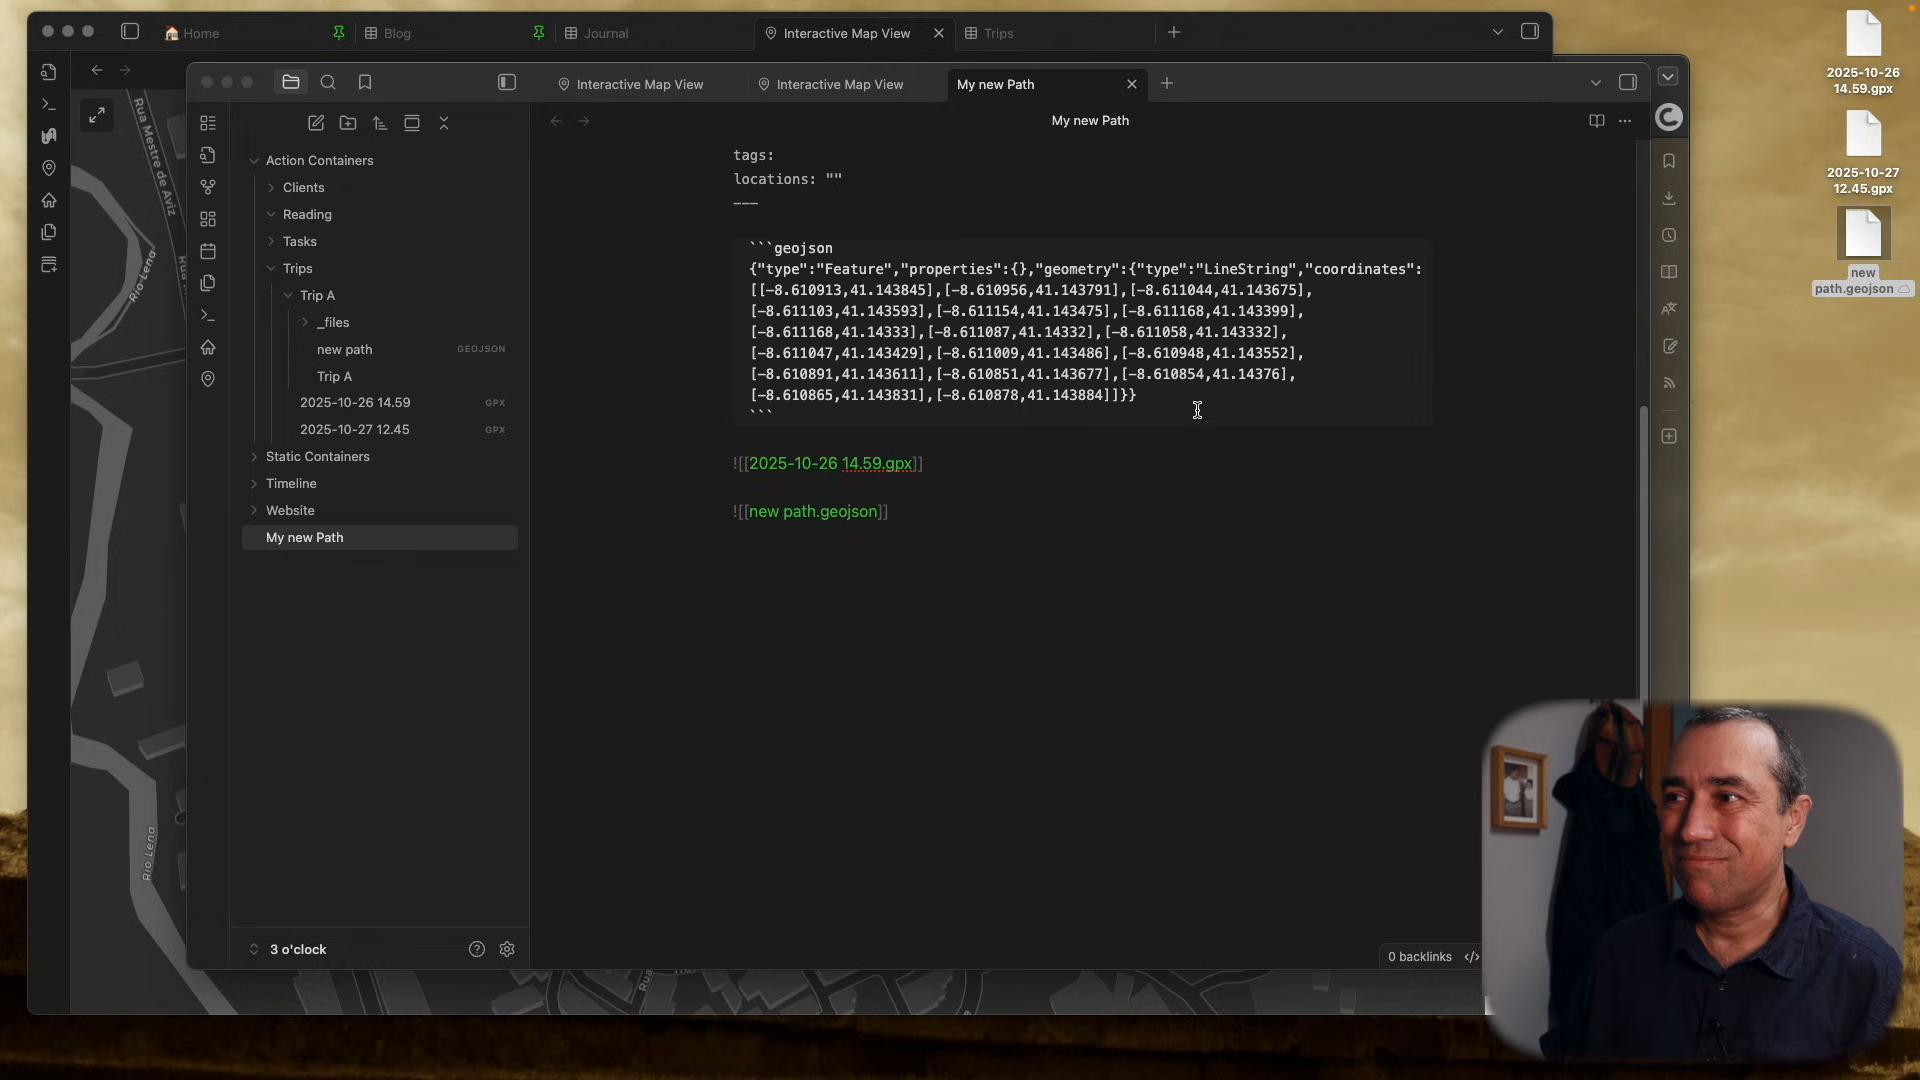 Home
Blog
Journal
Interactive Map View
Trips
Interactive Map View
Interactive Map View
My new Path
My new Path
Action Containers
Clients
Reading
Tasks
Trips
Trip A
_files
new path
GEOJSON
Trip A
2025-10-26 14.59
GPX
2025-10-27 12.45
GPX
Static Containers
Timeline
Website
My new Path
3 o'clock
tags:
locations: ""
---
```geojson
{"type":"Feature","properties":{},"geometry":{"type":"LineString","coordinates":
[[-8.610913,41.143845],[-8.610956,41.143791],[-8.611044,41.143675],
[-8.611103,41.143593],[-8.611154,41.143475],[-8.611168,41.143399],
[-8.611168,41.14333],[-8.611087,41.14332],[-8.611058,41.143332],
[-8.611047,41.143429],[-8.611009,41.143486],[-8.610948,41.143552],
[-8.610891,41.143611],[-8.610851,41.143677],[-8.610854,41.14376],
[-8.610865,41.143831],[-8.610878,41.143884]]}}
```
![[2025-10-26 14.59.gpx]]
![[new path.geojson]]
0 backlinks
Rua Mestre de Aviz
Rio Lena
Rio Lena
Rua
2025-10-26
14.59.gpx
2025-10-27
12.45.gpx
new
path.geojson